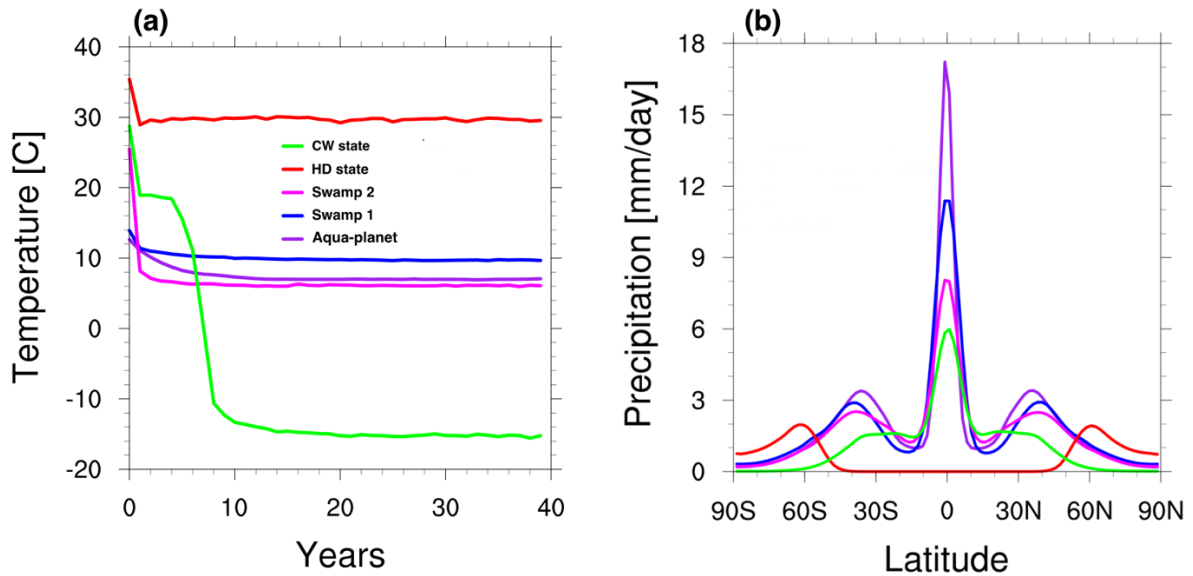 (a)
40
30
20
10
0
-10
-20
Temperature [C]
CW state
HD state
Swamp 2
Swamp 1
Aqua-planet
0 10 20 30 40
Years
(b)
18
15
12
9
6
3
0
Precipitation [mm/day]
90S 60S 30S 0 30N 60N 90N
Latitude